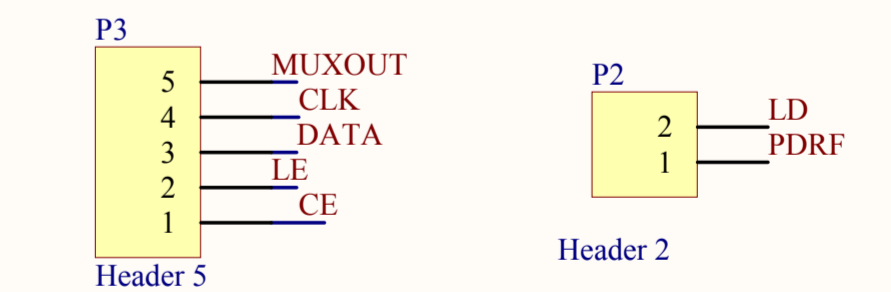 P3
5 MUXOUT
4 CLK
3 DATA
2 LE
1 CE
Header 5
P2
2 LD
1 PDRF
Header 2